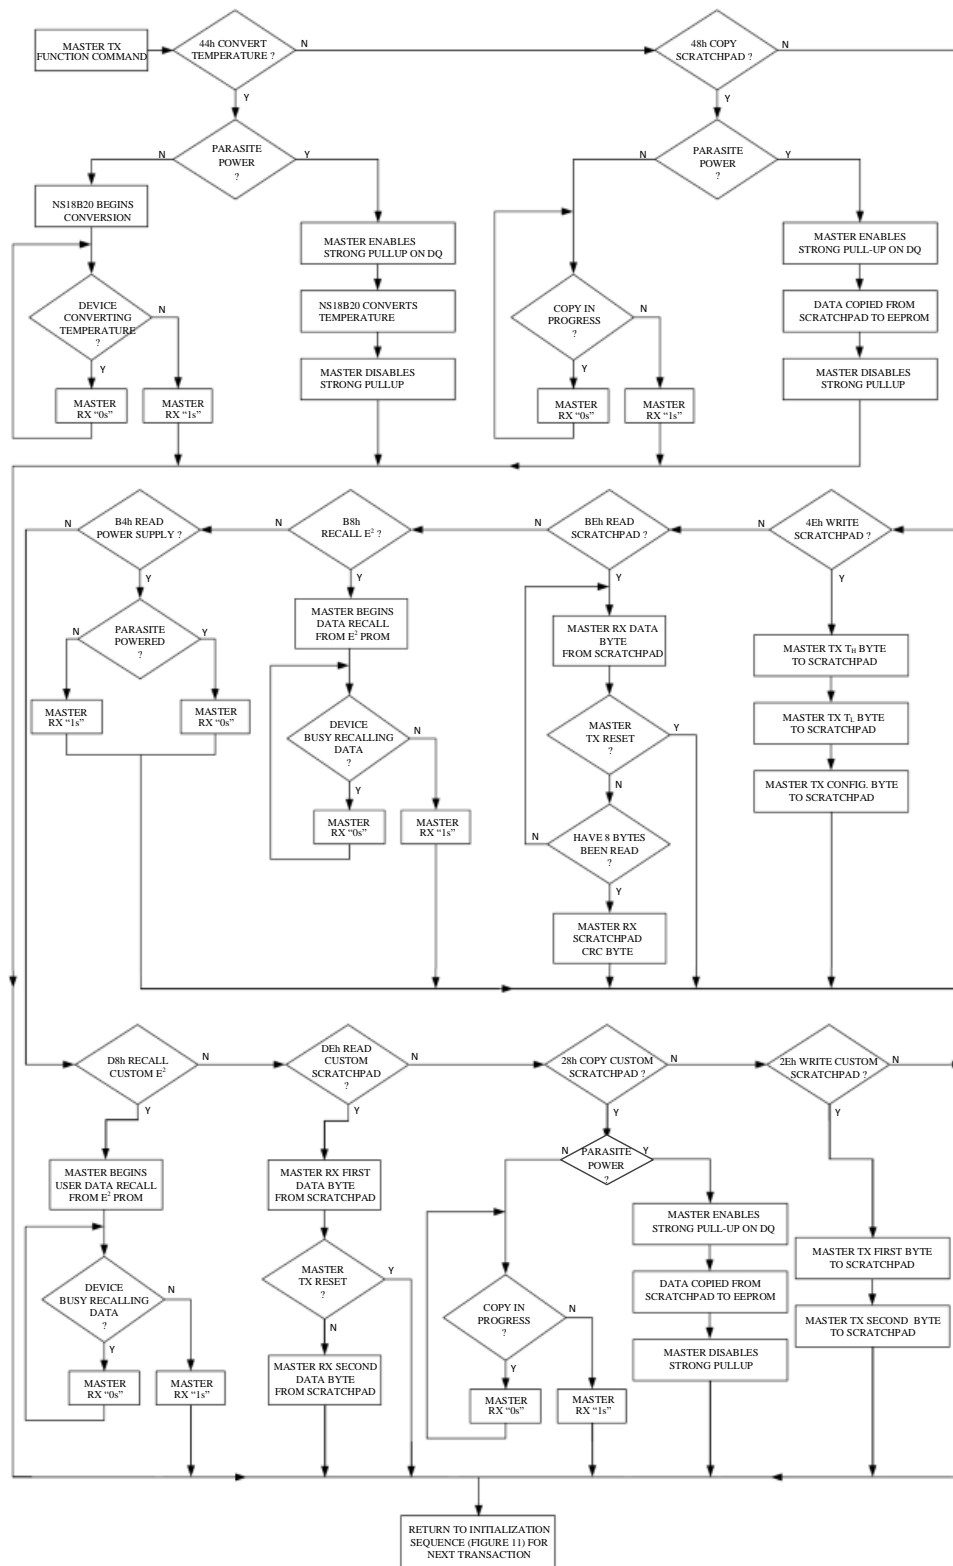 MASTER TX
FUNCTION COMMAND
44h CONVERT
TEMPERATURE ?
N
Y
48h COPY
SCRATCHPAD ?
N
Y
PARASITE
POWER
?
N
Y
PARASITE
POWER
?
N
Y
NS18B20 BEGINS
CONVERSION
MASTER ENABLES
STRONG PULLUP ON DQ
MASTER ENABLES
STRONG PULL-UP ON DQ
DEVICE
CONVERTING
TEMPERATURE
?
N
Y
NS18B20 CONVERTS
TEMPERATURE
COPY IN
PROGRESS
?
N
Y
DATA COPIED FROM
SCRATCHPAD TO EEPROM
MASTER
RX “0s”
MASTER
RX “1s”
MASTER DISABLES
STRONG PULLUP
MASTER
RX “0s”
MASTER
RX “1s”
MASTER DISABLES
STRONG PULLUP
N
B4h READ
POWER SUPPLY ?
Y
N
B8h
RECALL E² ?
Y
N
BEh READ
SCRATCHPAD ?
Y
N
4Eh WRITE
SCRATCHPAD ?
Y
PARASITE
POWERED
?
N
Y
MASTER
RX “1s”
MASTER
RX “0s”
MASTER BEGINS
DATA RECALL
FROM E² PROM
DEVICE
BUSY RECALLING
DATA
?
N
Y
MASTER
RX “0s”
MASTER
RX “1s”
MASTER RX DATA
BYTE
FROM SCRATCHPAD
MASTER
TX RESET
?
Y
N
HAVE 8 BYTES
BEEN READ
?
N
Y
MASTER RX
SCRATCHPAD
CRC BYTE
MASTER TX T_H BYTE
TO SCRATCHPAD
MASTER TX T_L BYTE
TO SCRATCHPAD
MASTER TX CONFIG. BYTE
TO SCRATCHPAD
D8h RECALL
CUSTOM E²
N
Y
DEh READ
CUSTOM
SCRATCHPAD
?
N
Y
28h COPY CUSTOM
SCRATCHPAD ?
N
Y
2Eh WRITE CUSTOM
SCRATCHPAD ?
N
Y
MASTER BEGINS
USER DATA RECALL
FROM E² PROM
DEVICE
BUSY RECALLING
DATA
?
N
Y
MASTER
RX “0s”
MASTER
RX “1s”
MASTER RX FIRST
DATA BYTE
FROM SCRATCHPAD
MASTER
TX RESET
?
Y
N
MASTER RX SECOND
DATA BYTE
FROM SCRATCHPAD
PARASITE
POWER
?
N
Y
COPY IN
PROGRESS
?
N
Y
MASTER
RX “0s”
MASTER
RX “1s”
MASTER ENABLES
STRONG PULL-UP ON DQ
DATA COPIED FROM
SCRATCHPAD TO EEPROM
MASTER DISABLES
STRONG PULLUP
MASTER TX FIRST BYTE
TO SCRATCHPAD
MASTER TX SECOND BYTE
TO SCRATCHPAD
RETURN TO INITIALIZATION
SEQUENCE (FIGURE 11) FOR
NEXT TRANSACTION